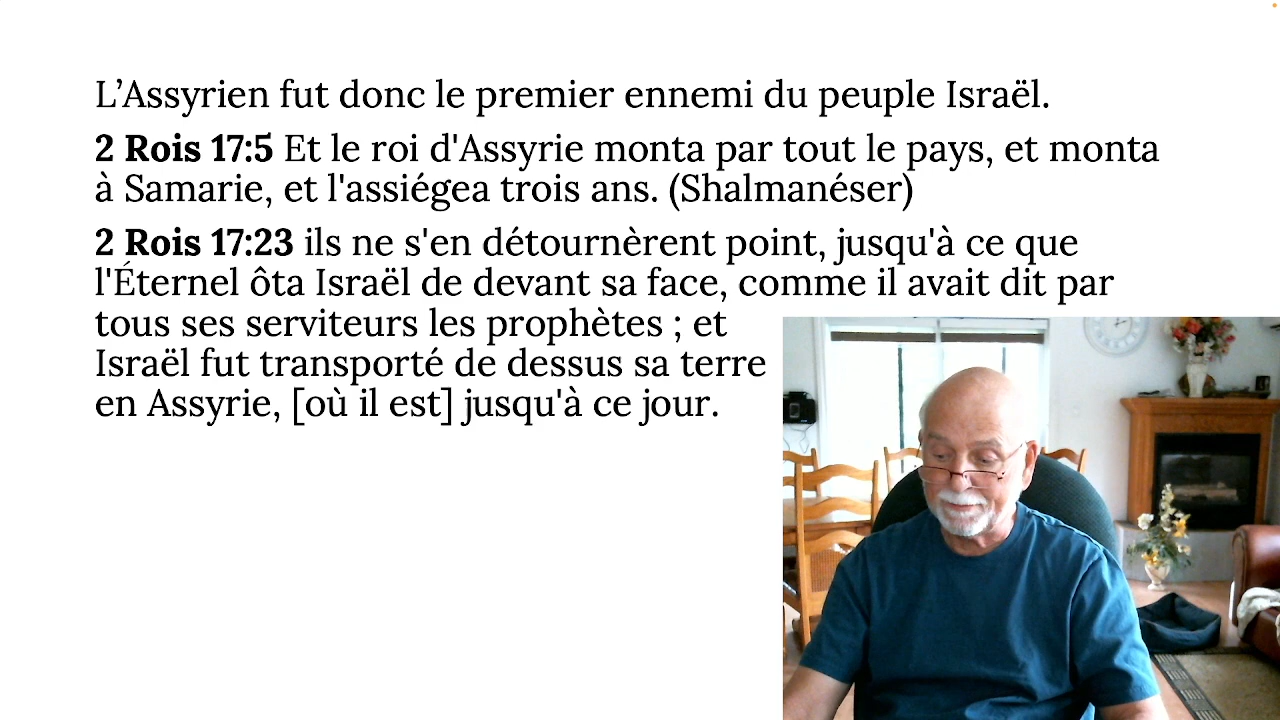 L’Assyrien fut donc le premier ennemi du peuple Israël.
2 Rois 17:5 Et le roi d'Assyrie monta par tout le pays, et monta
à Samarie, et l'assiégea trois ans. (Shalmanéser)
2 Rois 17:23 ils ne s'en détournèrent point, jusqu'à ce que
l'Éternel ôta Israël de devant sa face, comme il avait dit par
tous ses serviteurs les prophètes ; et
Israël fut transporté de dessus sa terre
en Assyrie, [où il est] jusqu'à ce jour.